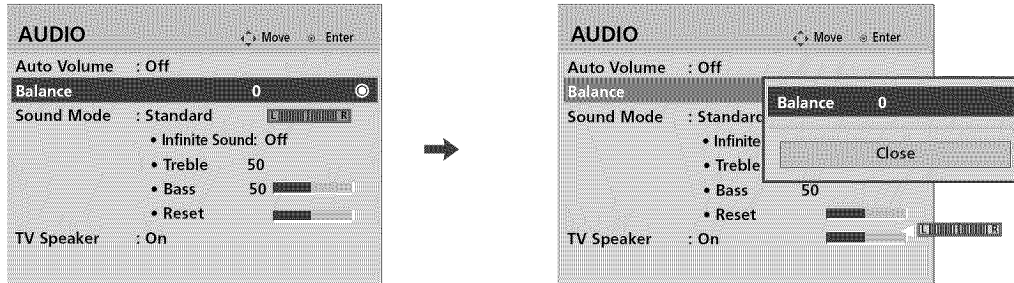 AUDIO
Move Enter
Auto Volume : Off
Balance 0
Sound Mode : Standard
L R
• Infinite Sound: Off
• Treble 50
• Bass 50
• Reset
TV Speaker : On
AUDIO
Move Enter
Auto Volume : Off
Balance
Balance 0
Sound Mode : Standard
• Infinite
Close
• Treble
• Bass 50
• Reset
L R
TV Speaker : On